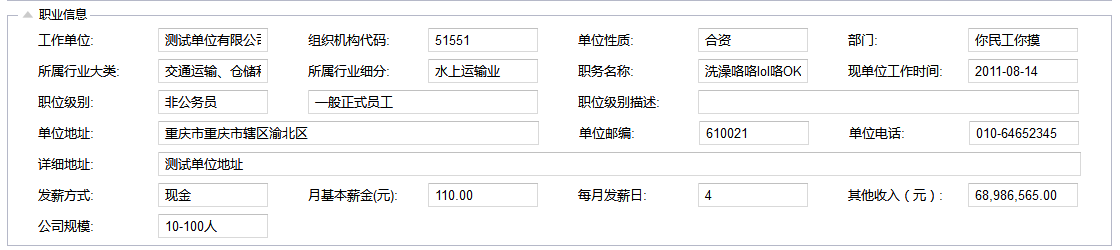 职业信息
工作单位: 测试单位有限公司 组织机构代码: 51551 单位性质: 合资 部门: 你民工你摸
所属行业大类: 交通运输、仓储和 所属行业细分: 水上运输业 职务名称: 洗澡咯咯lol咯OK 现单位工作时间: 2011-08-14
职位级别: 非公务员 一般正式员工 职位级别描述:
单位地址: 重庆市重庆市辖区渝北区 单位邮编: 610021 单位电话: 010-64652345
详细地址: 测试单位地址
发薪方式: 现金 月基本薪金(元): 110.00 每月发薪日: 4 其他收入（元）: 68,986,565.00
公司规模: 10-100人